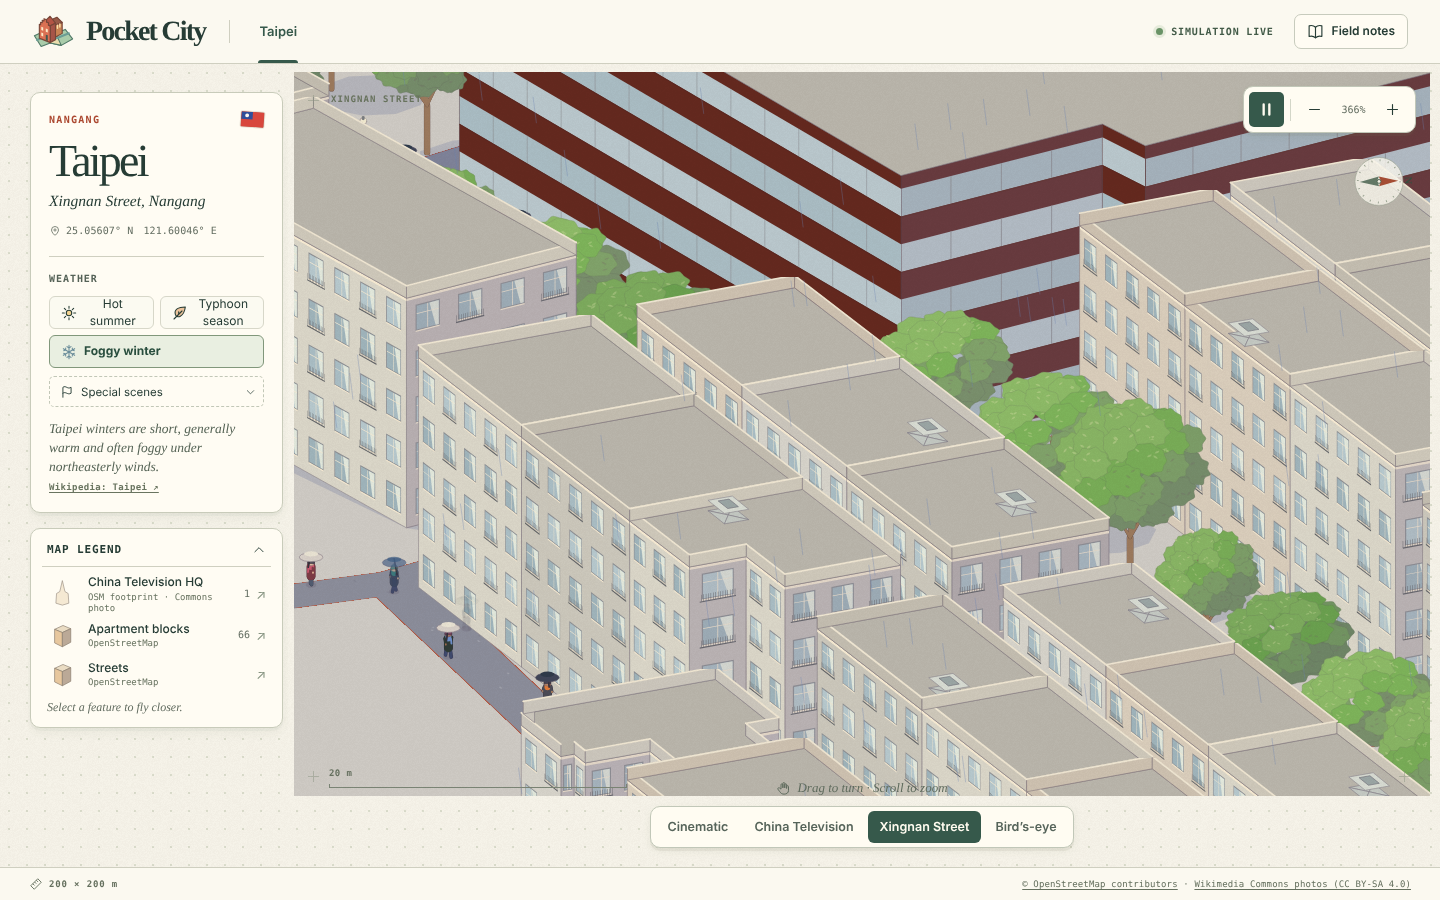 Pocket City
Taipei
SIMULATION LIVE
Field notes
NANGANG
Taipei
Xingnan Street, Nangang
25.05607° N 121.60046° E
WEATHER
Hot
summer
Typhoon
season
Foggy winter
Special scenes
Taipei winters are short, generally
warm and often foggy under
northeasterly winds.
Wikipedia: Taipei ↗
MAP LEGEND
China Television HQ
OSM footprint · Commons
photo
1 ↗
Apartment blocks
OpenStreetMap
66 ↗
Streets
OpenStreetMap
↗
Select a feature to fly closer.
XINGNAN STREET
366%
20 m
Drag to turn · Scroll to zoom
Cinematic
China Television
Xingnan Street
Bird's-eye
200 × 200 m
© OpenStreetMap contributors · Wikimedia Commons photos (CC BY-SA 4.0)